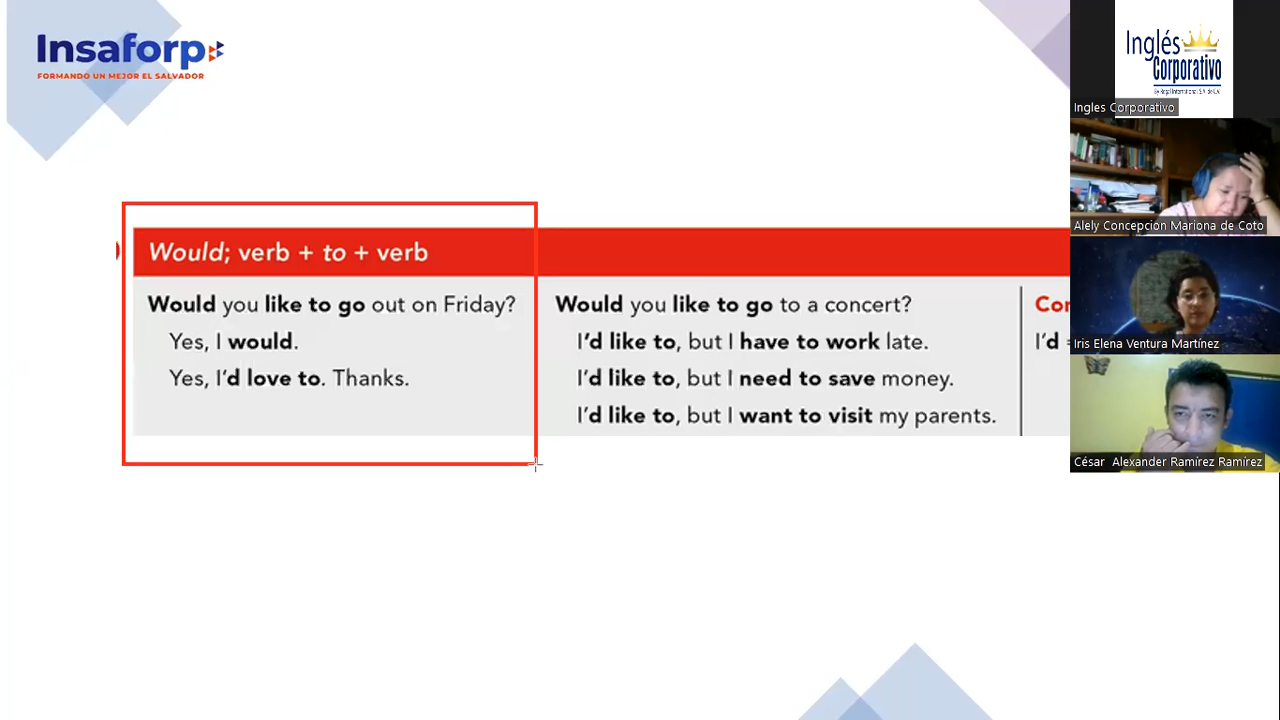 Insaforp
FORMANDO UN MEJOR EL SALVADOR
Would; verb + to + verb
Would you like to go out on Friday?
Yes, I would.
Yes, I'd love to. Thanks.
Would you like to go to a concert?
I'd like to, but I have to work late.
I'd like to, but I need to save money.
I'd like to, but I want to visit my parents.
I'd
Inglés
Corporativo
Ingles Corporativo
Alely Concepcion Mariona de Coto
Iris Elena Ventura Martínez
César Alexander Ramírez Ramírez